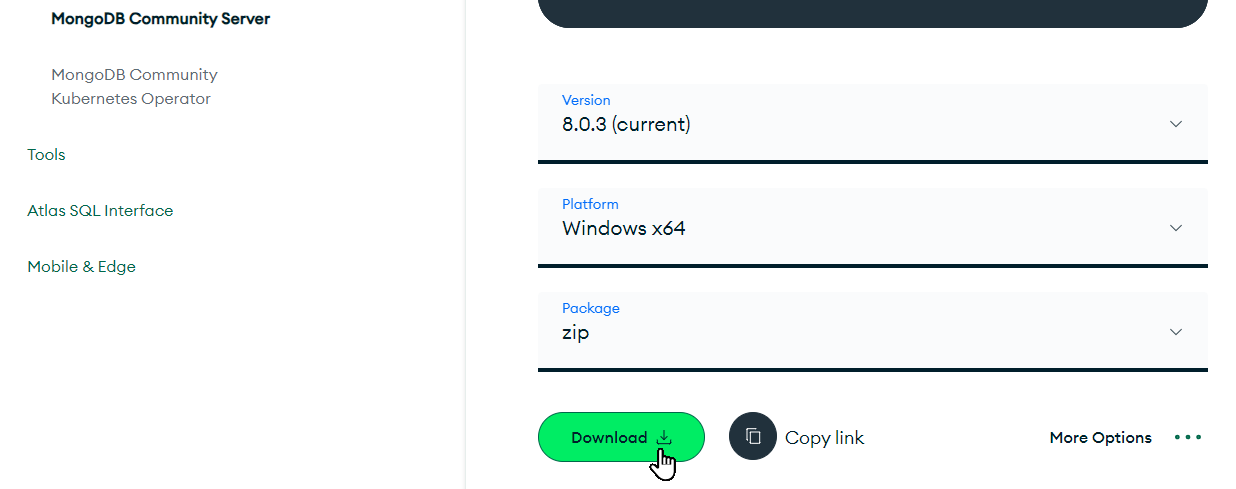 MongoDB Community Server
MongoDB Community
Kubernetes Operator
Tools
Atlas SQL Interface
Mobile & Edge
Version
8.0.3 (current)
Platform
Windows x64
Package
zip
Download
Copy link
More Options